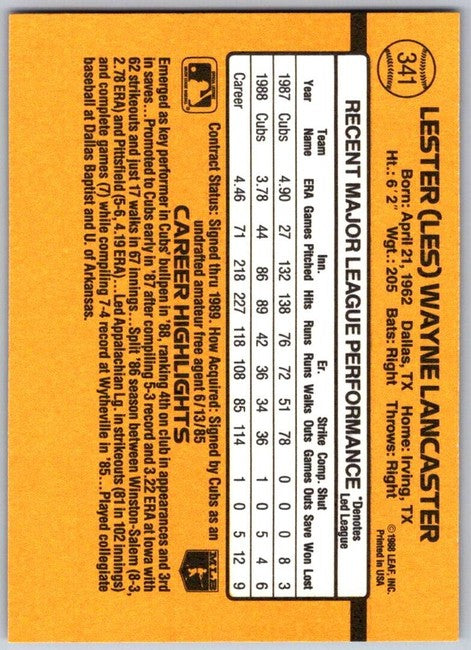 341
LESTER (LES) WAYNE LANCASTER
Born: April 21, 1962 Dallas, TX Home: Irving, TX
Ht.: 6'2" Wgt.: 205 Bats: Right Throws: Right
©1988 LEAF, INC.
Printed in USA
RECENT MAJOR LEAGUE PERFORMANCE *Denotes
Led League
Team Inn. Er. Strike Comp. Shut
Year Name ERA Games Pitched Hits Runs Runs Walks Outs Games Outs Save Won Lost
1987 Cubs 4.90 27 132 138 76 72 51 78 0 0 0 8 3
1988 Cubs 3.78 44 86 89 42 36 34 36 1 0 5 4 6
Career 4.46 71 218 227 118 108 85 114 1 0 5 12 9
Contract Status: Signed thru 1989. How Acquired: Signed by Cubs as an
undrafted amateur free agent 6/13/85
MLB
CAREER HIGHLIGHTS
Emerged as key performer in Cubs' bullpen in '88, ranking 4th on club in appearances and 3rd
in saves...Promoted to Cubs early in '87 after compiling 5-3 record and 3.22 ERA at Iowa with
62 strikeouts and just 17 walks in 67 innings...Split '86 season between Winston-Salem (8-3,
2.78 ERA) and Pittsfield (5-6, 4.19 ERA)...Led Appalachian Lg. in strikeouts (81 in 102 innings)
and complete games (7) while compiling 7-4 record at Wytheville in '85...Played collegiate
baseball at Dallas Baptist and U. of Arkansas.